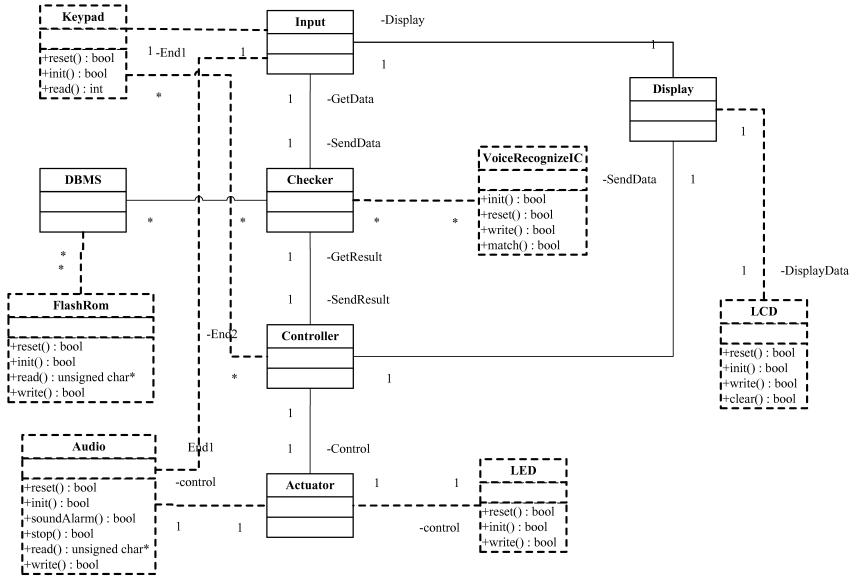 Keypad
+reset() : bool
+init() : bool
+read() : int
Input
-Display
1
-End1
1
1
1
*
1
-GetData
1
-SendData
Display
1
DBMS
Checker
VoiceRecognizeIC
+init() : bool
+reset() : bool
+write() : bool
+match() : bool
-SendData
1
*
*
*
*
*
*
1
-GetResult
1
-SendResult
FlashRom
+reset() : bool
+init() : bool
+read() : unsigned char*
+write() : bool
1
-DisplayData
LCD
+reset() : bool
+init() : bool
+write() : bool
+clear() : bool
-End2
Controller
*
1
1
1
-Control
Audio
+reset() : bool
+init() : bool
+soundAlarm() : bool
+stop() : bool
+read() : unsigned char*
+write() : bool
End1
-control
1
1
Actuator
1
1
-control
LED
+reset() : bool
+init() : bool
+write() : bool